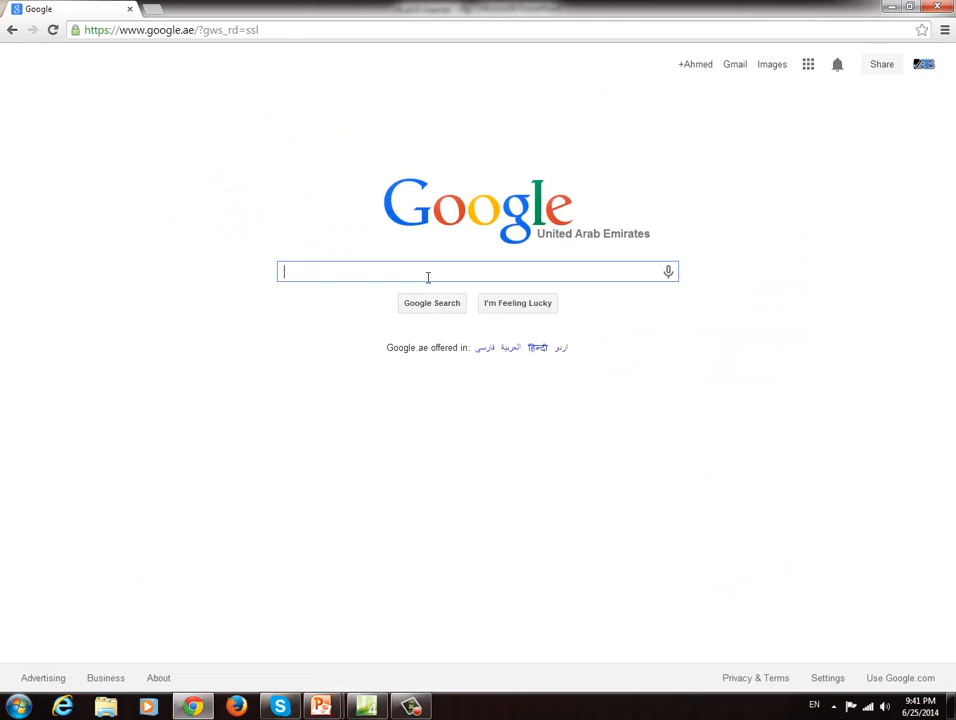 Google
https://www.google.ae/?gws_rd=ssl
+Ahmed Gmail Images Share
Google
United Arab Emirates
Google Search I'm Feeling Lucky
Google.ae offered in: فارسی العربية हिन्दी اردو
Advertising Business About Privacy & Terms Settings Use Google.com
EN 9:41 PM
6/25/2014